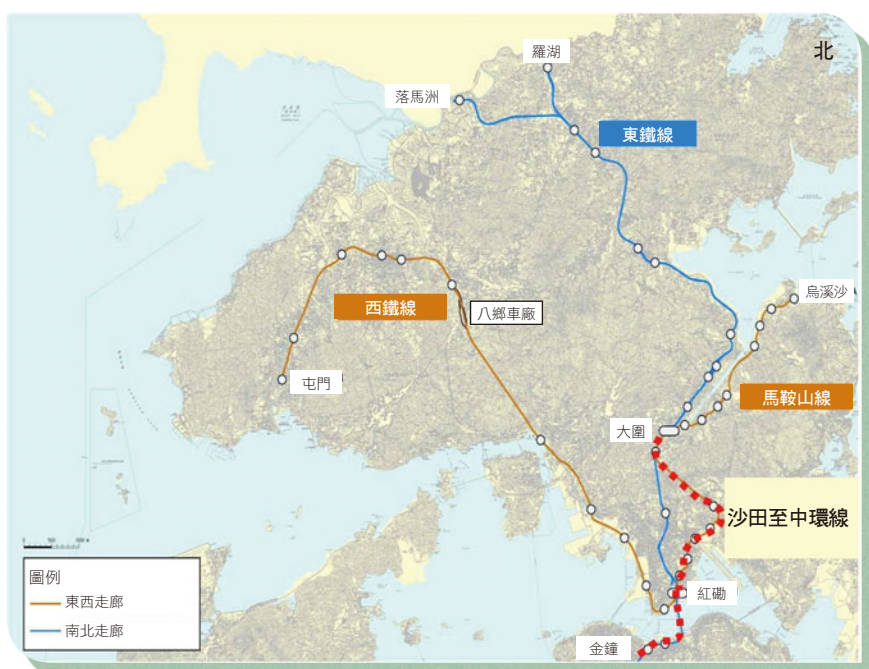 北
羅湖
落馬洲
東鐵線
烏溪沙
西鐵線
八鄉車廠
屯門
馬鞍山線
大圍
沙田至中環線
紅磡
金鐘
圖例
東西走廊
南北走廊